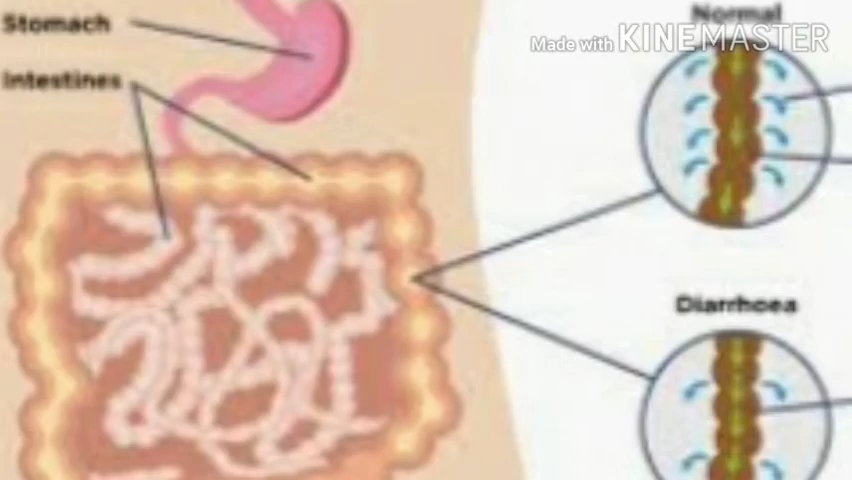 Stomach
Intestines
Normal
Made with KINEMASTER
Diarrhoea